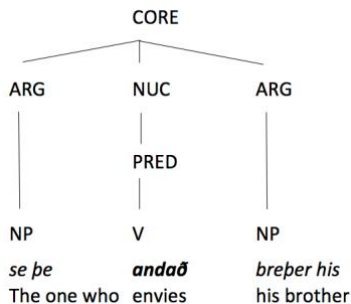 CORE
ARG NUC ARG
PRED
NP V NP
se þe andað breþer his
The one who envies his brother